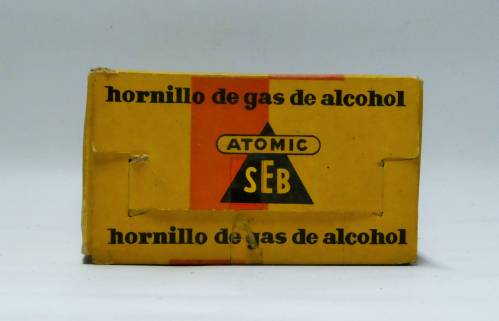 hornillo de gas de alcohol
ATOMIC
SEB
hornillo de gas de alcohol